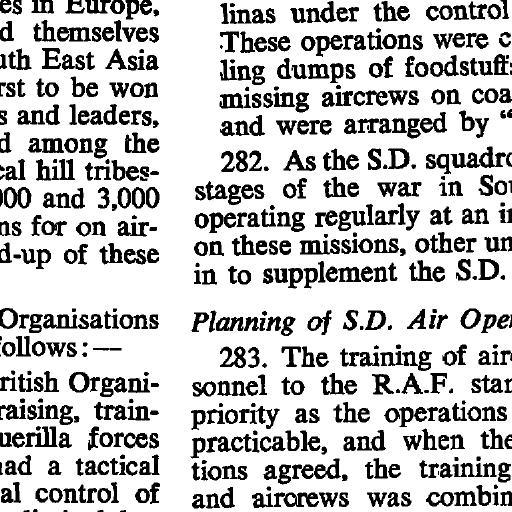 es in Europe,
d themselves
uth East Asia
rst to be won
s and leaders,
d among the
cal hill tribes-
000 and 3,000
ns for on air-
d-up of these
Organisations
follows:—
ritish Organi-
raising, train-
uerilla forces
had a tactical
al control of
linas under the control
These operations were c
ling dumps of foodstuffs
missing aircrews on coa
and were arranged by "
282. As the S.D. squadro
stages of the war in Sou
operating regularly at an in
on these missions, other un
in to supplement the S.D.
Planning of S.D. Air Oper
283. The training of air
sonnel to the R.A.F. stan
priority as the operations
practicable, and when the
tions agreed, the training
and aircrews was combin